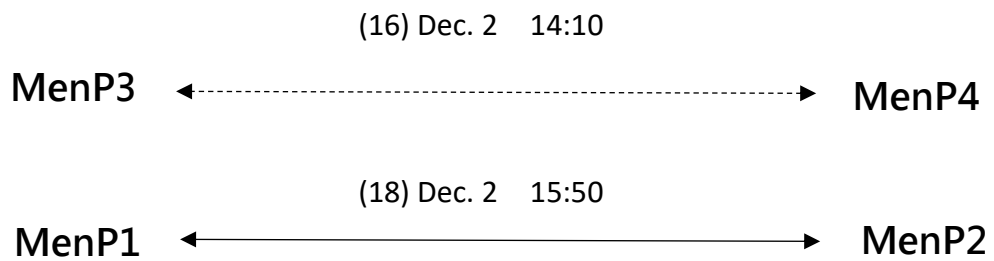 (16) Dec. 2 14:10
MenP3 MenP4
(18) Dec. 2 15:50
MenP1 MenP2